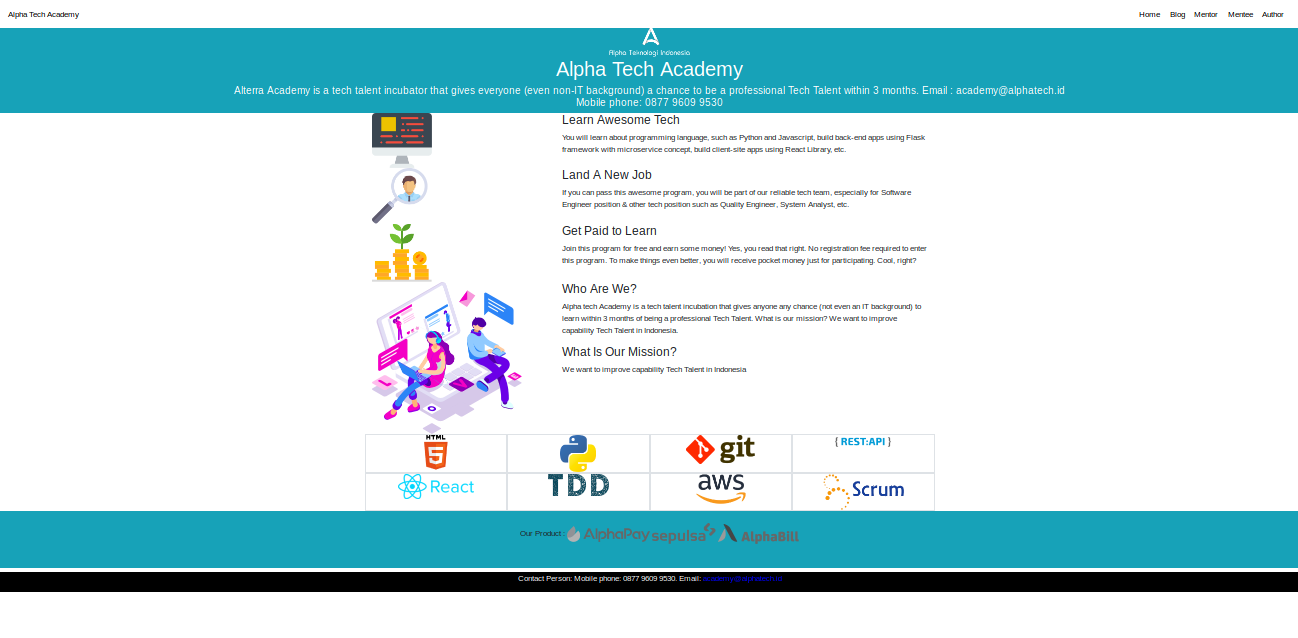 Alpha Tech Academy
Home Blog Mentor Mentee Author
Alpha Teknologi Indonesia
Alpha Tech Academy
Alterra Academy is a tech talent incubator that gives everyone (even non-IT background) a chance to be a professional Tech Talent within 3 months. Email : academy@alphatech.id
Mobile phone: 0877 9609 9530
Learn Awesome Tech
You will learn about programming language, such as Python and Javascript, build back-end apps using Flask
framework with microservice concept, build client-site apps using React Library, etc.
Land A New Job
If you can pass this awesome program, you will be part of our reliable tech team, especially for Software
Engineer position & other tech position such as Quality Engineer, System Analyst, etc.
Get Paid to Learn
Join this program for free and earn some money! Yes, you read that right. No registration fee required to enter
this program. To make things even better, you will receive pocket money just for participating. Cool, right?
Who Are We?
Alpha tech Academy is a tech talent incubation that gives anyone any chance (not even an IT background) to
learn within 3 months of being a professional Tech Talent. What is our mission? We want to improve
capability Tech Talent in Indonesia.
What Is Our Mission?
We want to improve capability Tech Talent in Indonesia
HTML
5
git
{ REST:API }
React
TDD
aws
Scrum
Our Product : AlphaPay sepulsa AlphaBill
Contact Person: Mobile phone: 0877 9609 9530. Email: academy@alphatech.id